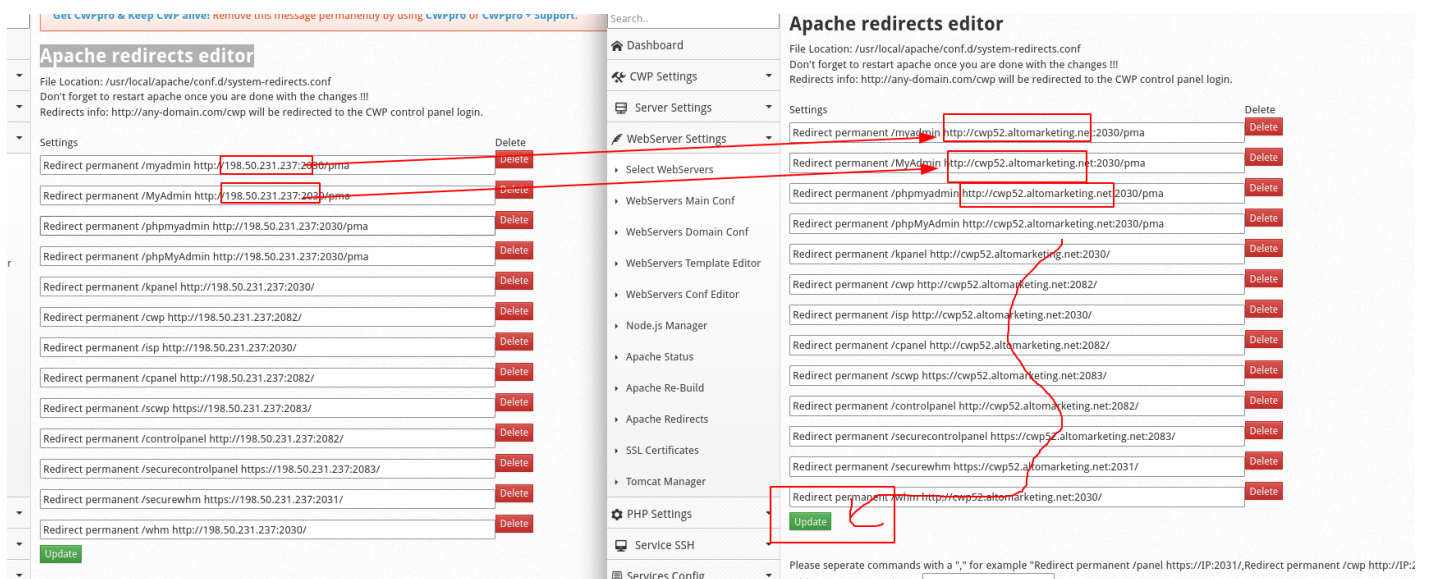 Get CWPpro & Keep CWP alive! Remove this message permanently by using CWPpro or CWPpro + Support.
Apache redirects editor
File Location: /usr/local/apache/conf.d/system-redirects.conf
Don't forget to restart apache once you are done with the changes !!!
Redirects info: http://any-domain.com/cwp will be redirected to the CWP control panel login.
Settings Delete
Redirect permanent /myadmin http://198.50.231.237:2030/pma Delete
Redirect permanent /MyAdmin http://198.50.231.237:2030/pma Delete
Redirect permanent /phpmyadmin http://198.50.231.237:2030/pma Delete
Redirect permanent /phpMyAdmin http://198.50.231.237:2030/pma Delete
Redirect permanent /kpanel http://198.50.231.237:2030/ Delete
Redirect permanent /cwp http://198.50.231.237:2082/ Delete
Redirect permanent /isp http://198.50.231.237:2030/ Delete
Redirect permanent /cpanel http://198.50.231.237:2082/ Delete
Redirect permanent /scwp https://198.50.231.237:2083/ Delete
Redirect permanent /controlpanel http://198.50.231.237:2082/ Delete
Redirect permanent /securecontrolpanel https://198.50.231.237:2083/ Delete
Redirect permanent /securewhm https://198.50.231.237:2031/ Delete
Redirect permanent /whm http://198.50.231.237:2030/ Delete
Update
Search..
Dashboard
CWP Settings
Server Settings
WebServer Settings
Select WebServers
WebServers Main Conf
WebServers Domain Conf
WebServers Template Editor
WebServers Conf Editor
Node.js Manager
Apache Status
Apache Re-Build
Apache Redirects
SSL Certificates
Tomcat Manager
PHP Settings
Service SSH
Services Config
Apache redirects editor
File Location: /usr/local/apache/conf.d/system-redirects.conf
Don't forget to restart apache once you are done with the changes !!!
Redirects info: http://any-domain.com/cwp will be redirected to the CWP control panel login.
Settings Delete
Redirect permanent /myadmin http://cwp52.altomarketing.net:2030/pma Delete
Redirect permanent /MyAdmin http://cwp52.altomarketing.net:2030/pma Delete
Redirect permanent /phpmyadmin http://cwp52.altomarketing.net:2030/pma Delete
Redirect permanent /phpMyAdmin http://cwp52.altomarketing.net:2030/pma Delete
Redirect permanent /kpanel http://cwp52.altomarketing.net:2030/ Delete
Redirect permanent /cwp http://cwp52.altomarketing.net:2082/ Delete
Redirect permanent /isp http://cwp52.altomarketing.net:2030/ Delete
Redirect permanent /cpanel http://cwp52.altomarketing.net:2082/ Delete
Redirect permanent /scwp https://cwp52.altomarketing.net:2083/ Delete
Redirect permanent /controlpanel http://cwp52.altomarketing.net:2082/ Delete
Redirect permanent /securecontrolpanel https://cwp52.altomarketing.net:2083/ Delete
Redirect permanent /securewhm https://cwp52.altomarketing.net:2031/ Delete
Redirect permanent /whm http://cwp52.altomarketing.net:2030/ Delete
Update
Please seperate commands with a "," for example "Redirect permanent /panel https://IP:2031/,Redirect permanent /cwp http://IP:2